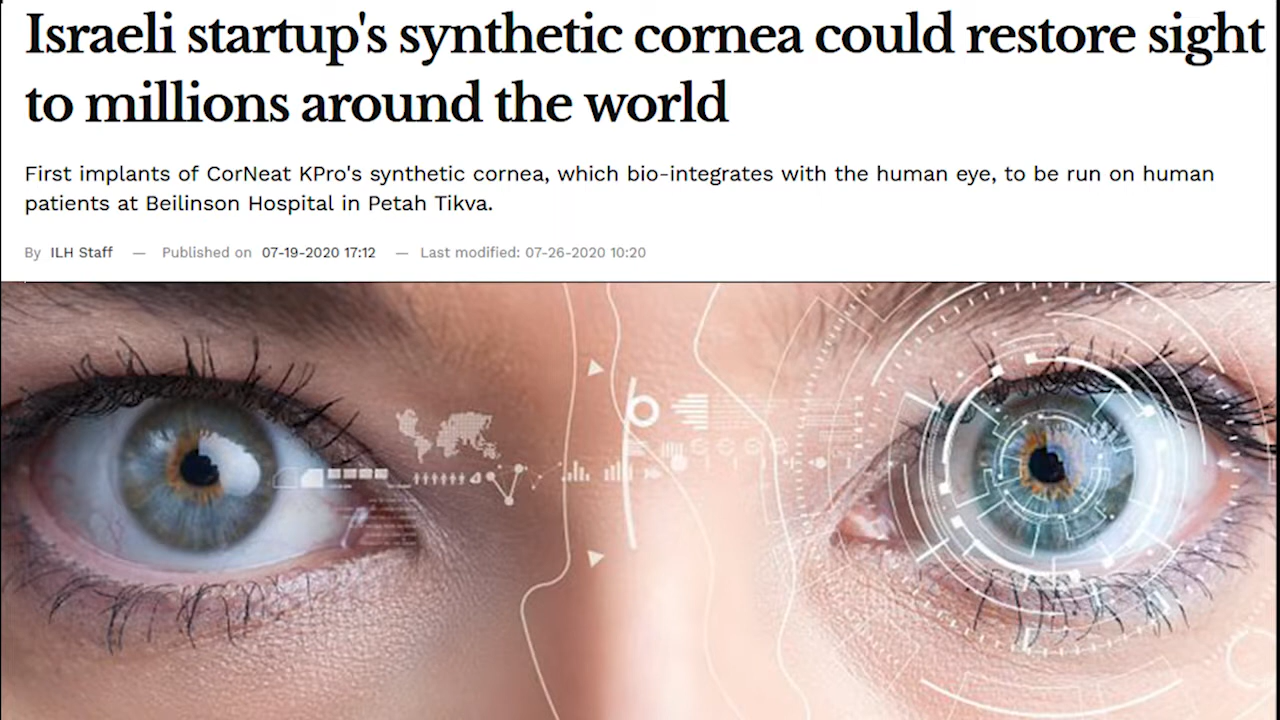 Israeli startup's synthetic cornea could restore sight
to millions around the world
First implants of CorNeat KPro's synthetic cornea, which bio-integrates with the human eye, to be run on human
patients at Beilinson Hospital in Petah Tikva.
By ILH Staff — Published on 07-19-2020 17:12 — Last modified: 07-26-2020 10:20